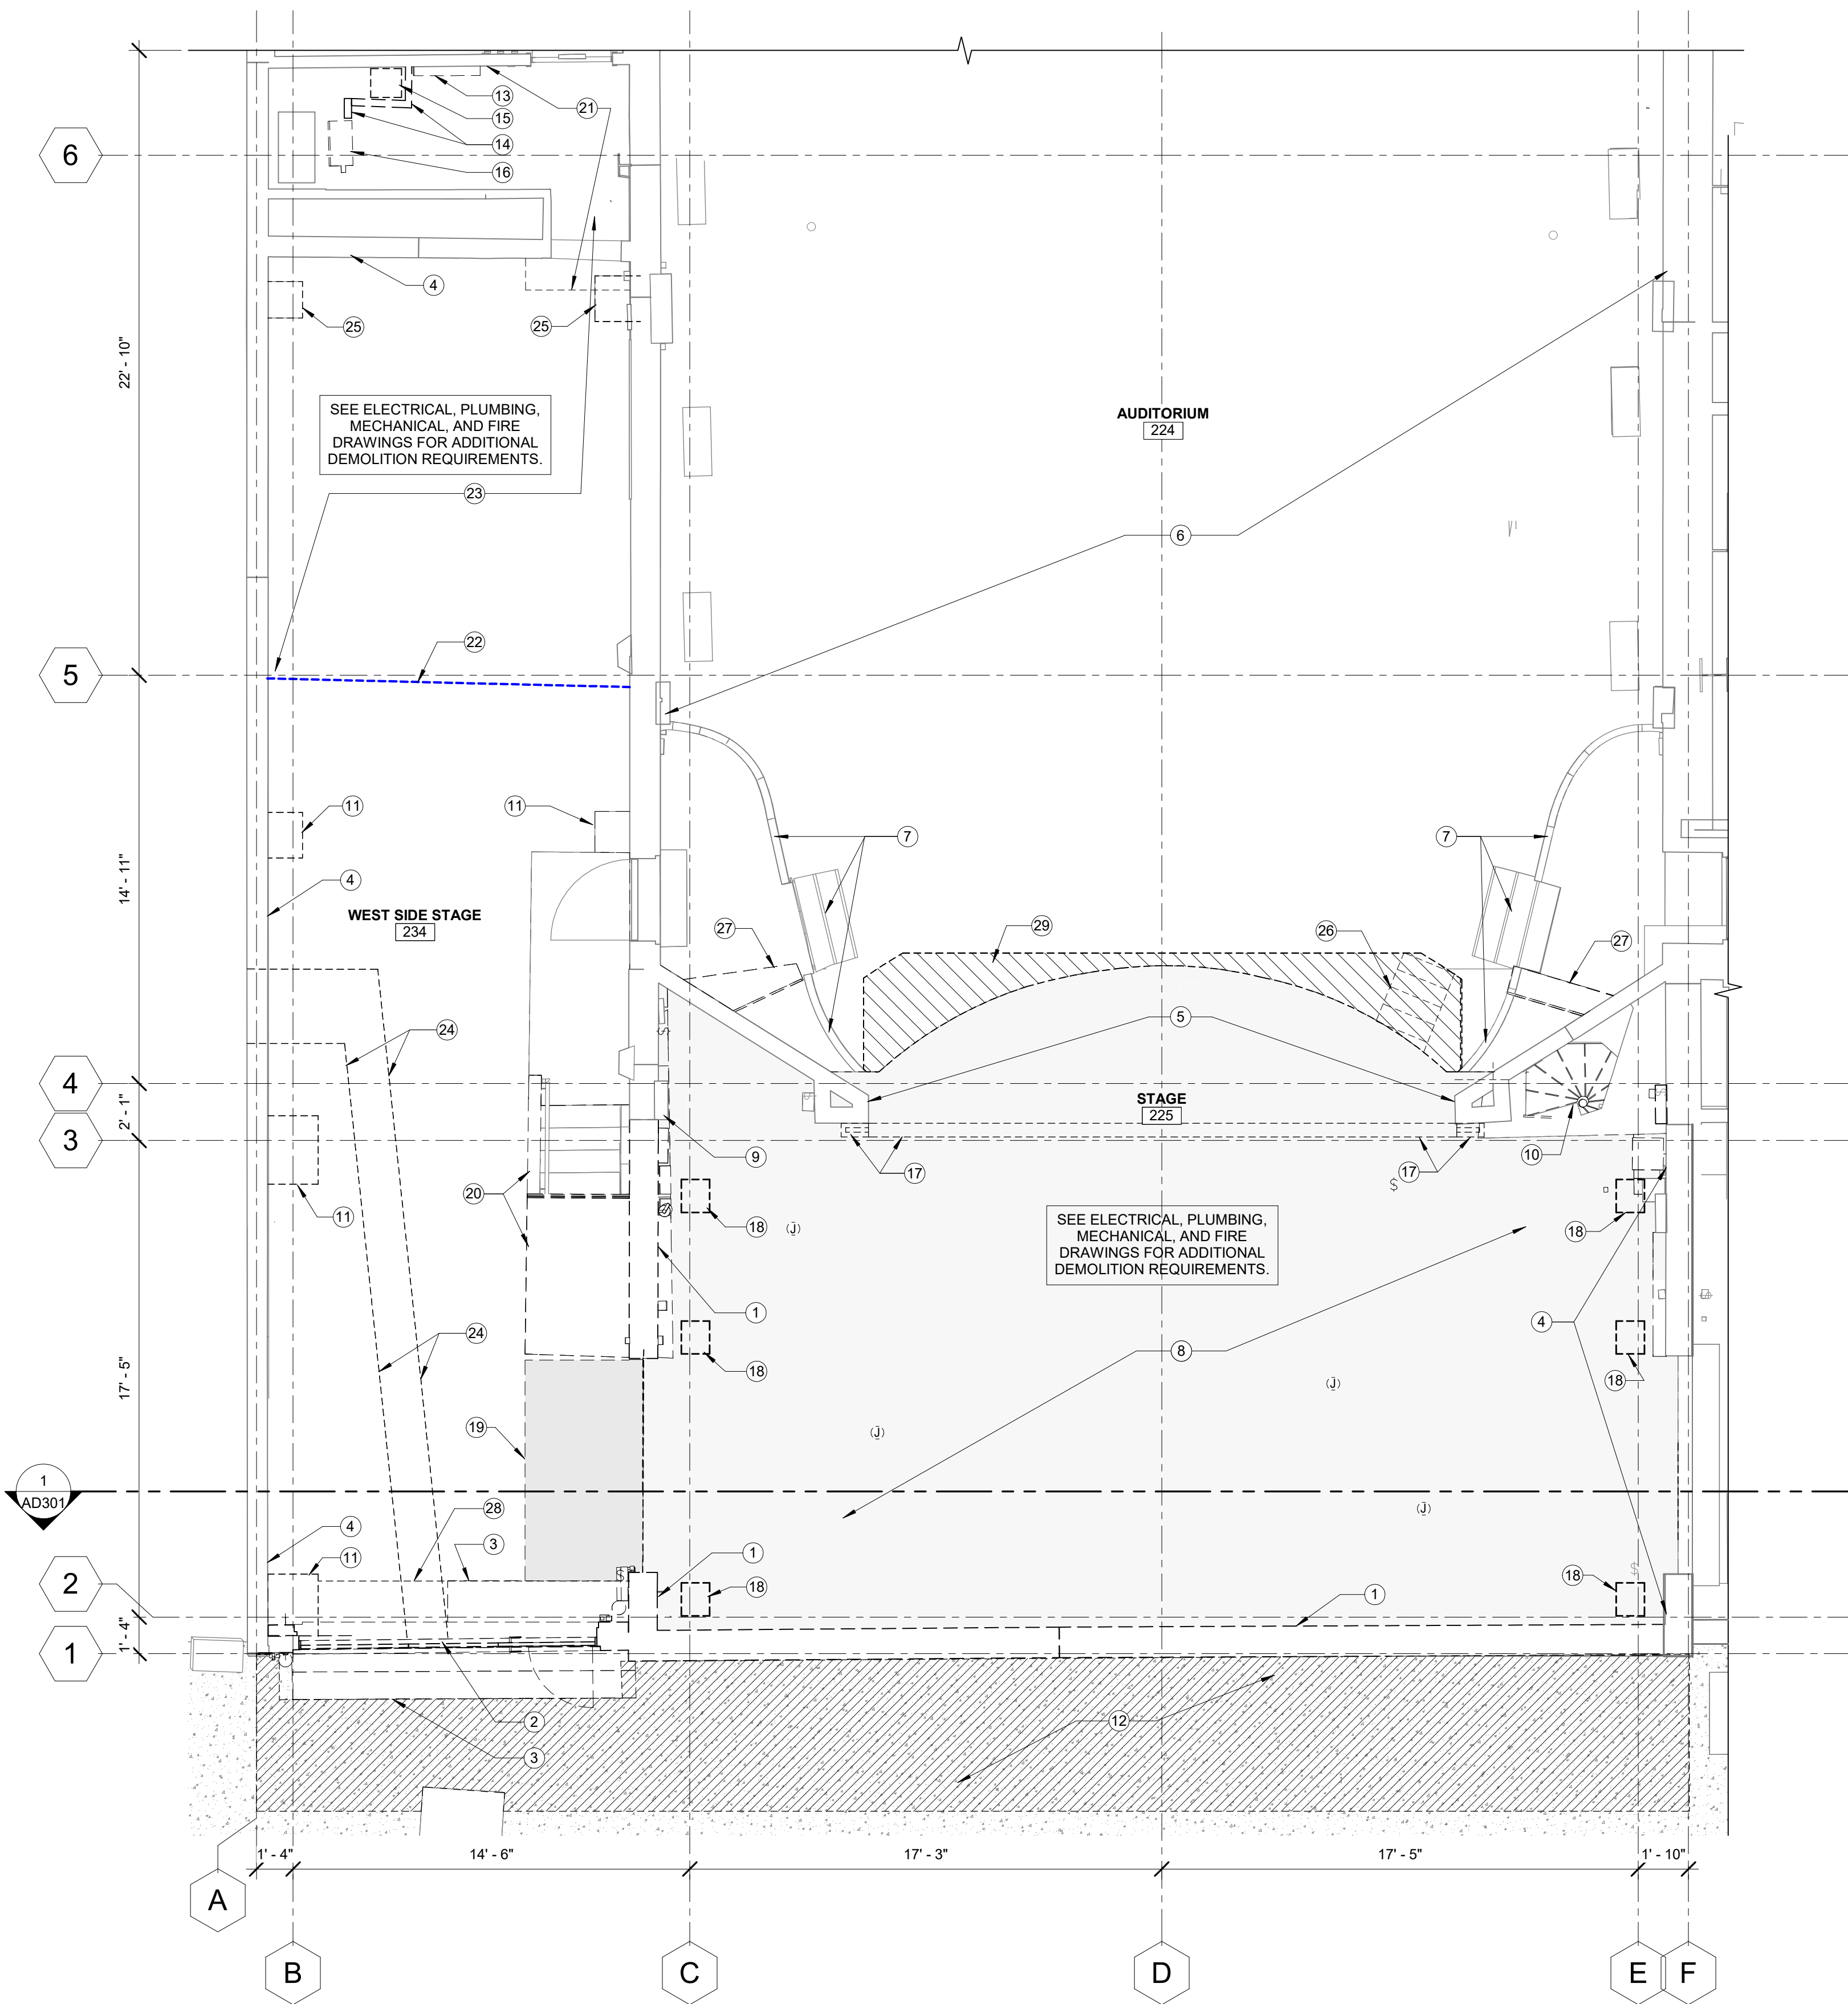 13
21
15
14
6
16
4
25
25
22' - 10"
SEE ELECTRICAL, PLUMBING,
MECHANICAL, AND FIRE
DRAWINGS FOR ADDITIONAL
DEMOLITION REQUIREMENTS.
AUDITORIUM
224
23
6
22
5
11
11
7
7
14' - 11"
4
WEST SIDE STAGE
234
27
29
26
27
24
5
4
STAGE
225
2' - 1"
3
9
10
17
17
20
$
11
18
(J)
18
SEE ELECTRICAL, PLUMBING,
MECHANICAL, AND FIRE
DRAWINGS FOR ADDITIONAL
DEMOLITION REQUIREMENTS.
1
4
24
8
18
18
17' - 5"
(J)
19
(J)
1
AD301
28
(J)
4
3
11
1
$
18
18
2
1
1' - 4"
1
2
12
3
1' - 4"
14' - 6"
17' - 3"
17' - 5"
1' - 10"
A
B
C
D
E
F